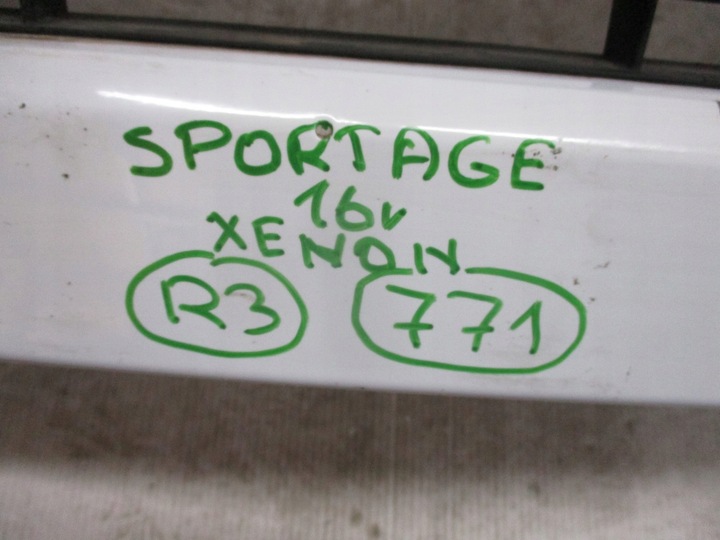 SPORTAGE
16v
XENON
R3 771